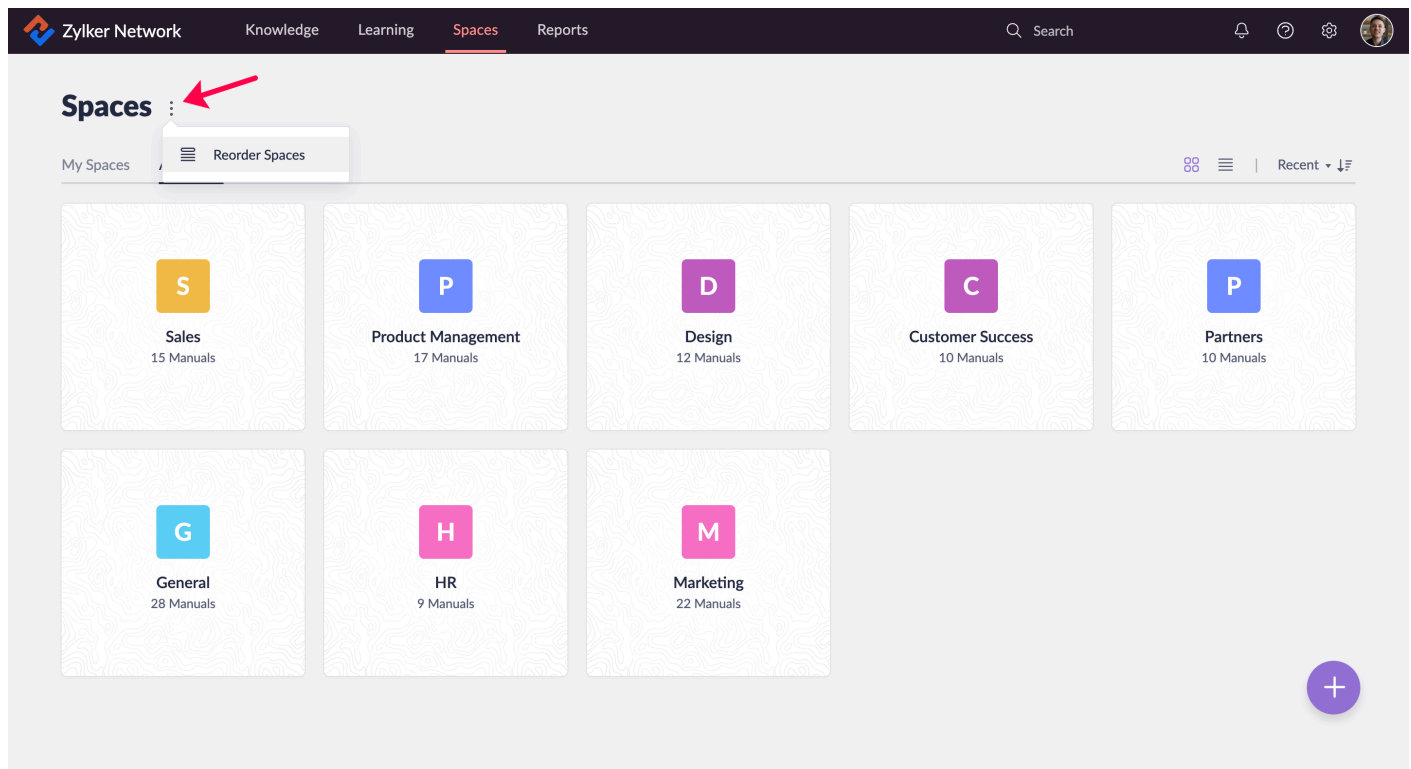 Zylker Network Knowledge Learning Spaces Reports Search
Spaces
Reorder Spaces
My Spaces
Recent
S P D C P
Sales Product Management Design Customer Success Partners
15 Manuals 17 Manuals 12 Manuals 10 Manuals 10 Manuals
G H M
General HR Marketing
28 Manuals 9 Manuals 22 Manuals